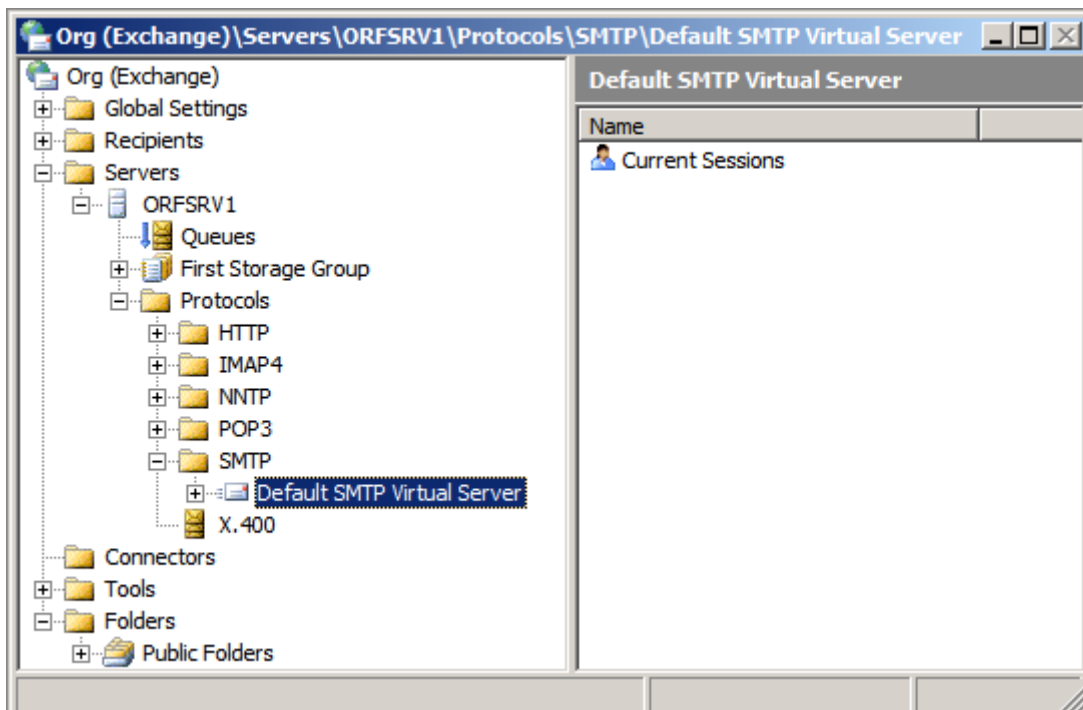 Org (Exchange)\Servers\ORFSRV1\Protocols\SMTP\Default SMTP Virtual Server
Org (Exchange)
Global Settings
Recipients
Servers
ORFSRV1
Queues
First Storage Group
Protocols
HTTP
IMAP4
NNTP
POP3
SMTP
Default SMTP Virtual Server
X.400
Connectors
Tools
Folders
Public Folders
Default SMTP Virtual Server
Name
Current Sessions